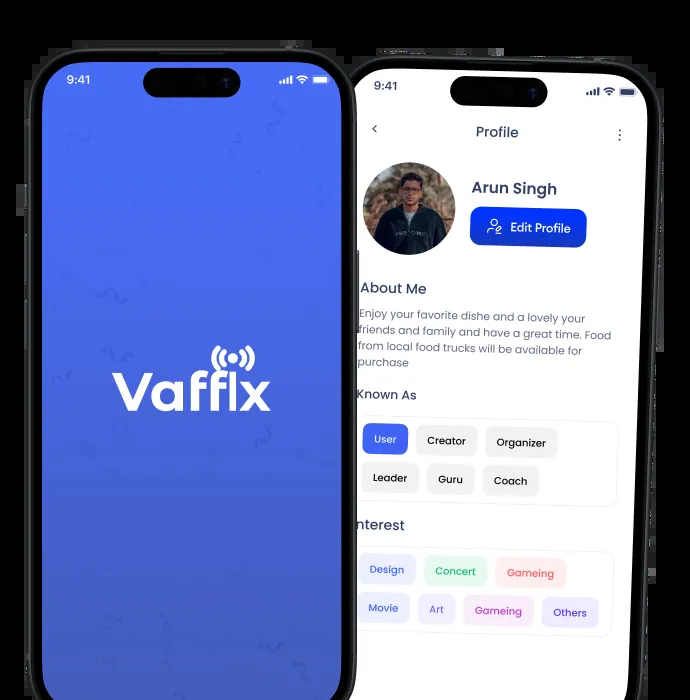 9:41
Vaffix
9:41
Profile
Arun Singh
Edit Profile
About Me
Enjoy your favorite dishe and a lovely your
friends and family and have a great time. Food
from local food trucks will be available for
purchase
Known As
User Creator Organizer
Leader Guru Coach
nterest
Design Concert Gameing
Movie Art Gameing Others